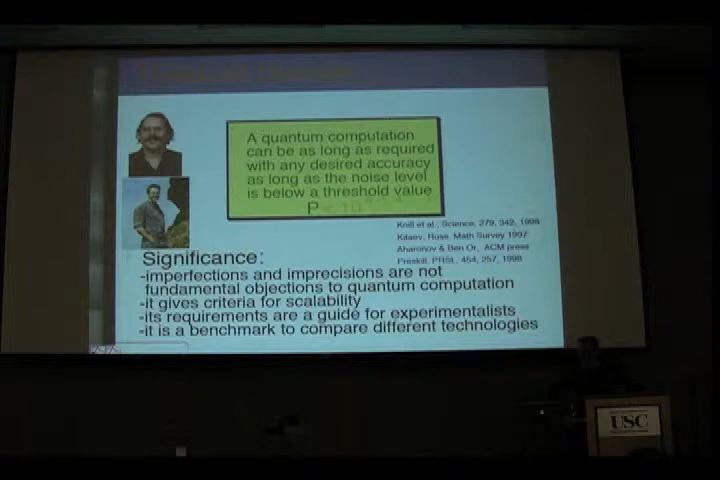 A quantum computation
can be as long as required
with any desired accuracy
as long as the noise level
is below a threshold value
P < 10
Knill et al., Science, 279, 342, 1998
Kitaev, Russ. Math Survey 1997
Aharonov & Ben Or, ACM press
Preskill, PRSL, 454, 257, 1998
Significance:
-imperfections and imprecisions are not
fundamental objections to quantum computation
-it gives criteria for scalability
-its requirements are a guide for experimentalists
-it is a benchmark to compare different technologies
USC